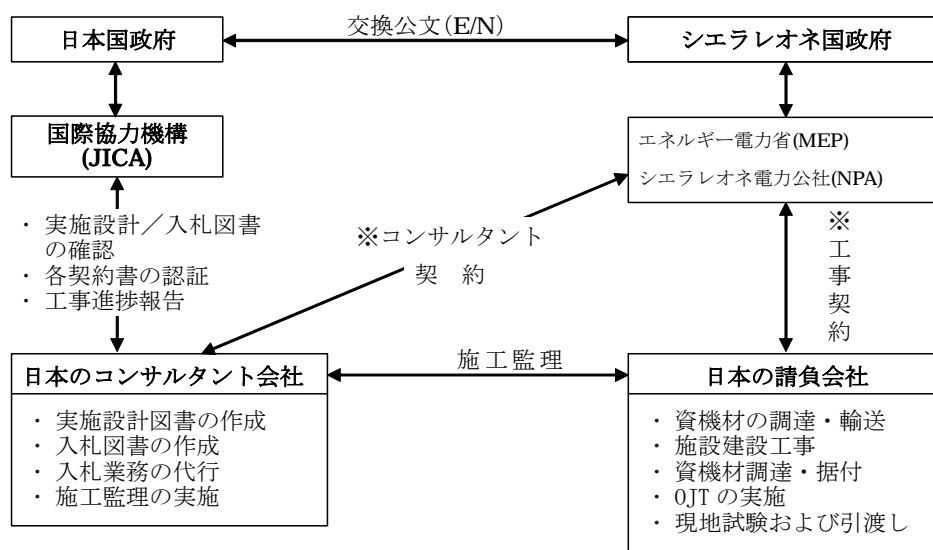 交換公文(E/N)
日本国政府
シエラレオネ国政府
国際協力機構
(JICA)
エネルギー電力省(MEP)
シエラレオネ電力公社(NPA)
・ 実施設計／入札図書
の確認
・ 各契約書の認証
・ 工事進捗報告
※コンサルタント
契 約
※
工
事
契
約
日本のコンサルタント会社
・ 実施設計図書の作成
・ 入札図書の作成
・ 入札業務の代行
・ 施工監理の実施
施工監理
日本の請負会社
・ 資機材の調達・輸送
・ 施設建設工事
・ 資機材調達・据付
・ OJT の実施
・ 現地試験および引渡し